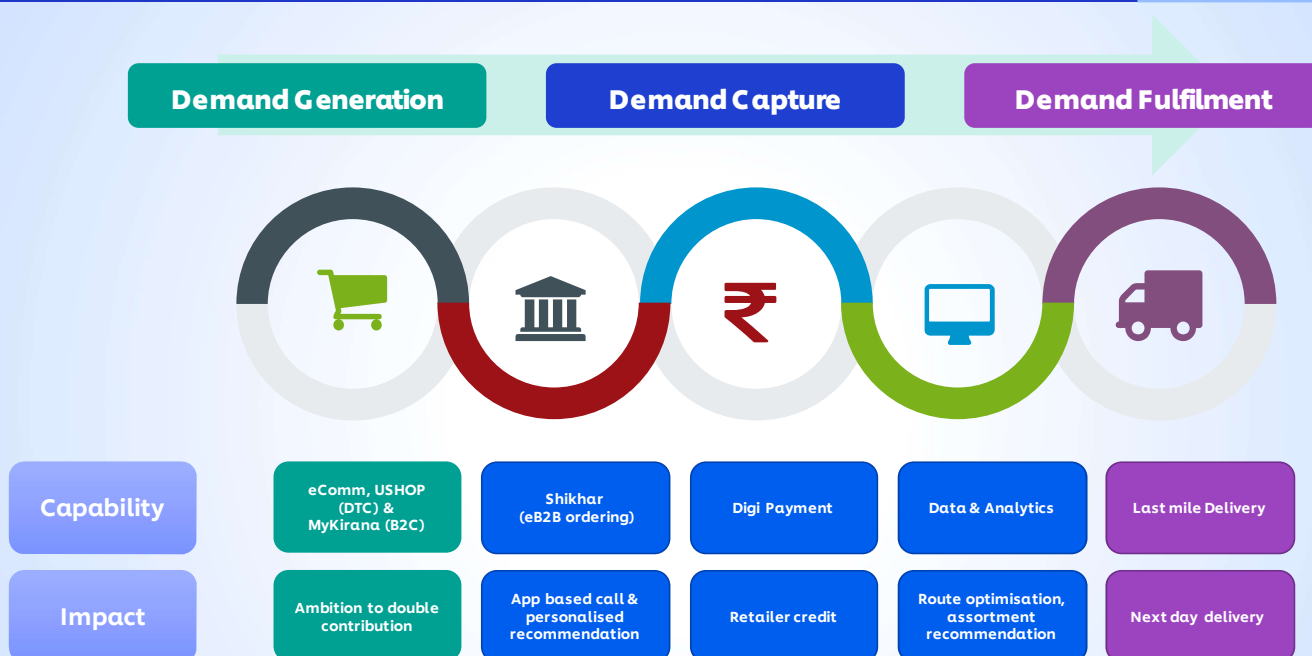 Demand Generation
Demand Capture
Demand Fulfilment
₹
Capability
eComm, USHOP
(DTC) &
MyKirana (B2C)
Shikhar
(eB2B ordering)
Digi Payment
Data & Analytics
Last mile Delivery
Impact
Ambition to double
contribution
App based call &
personalised
recommendation
Retailer credit
Route optimisation,
assortment
recommendation
Next day delivery